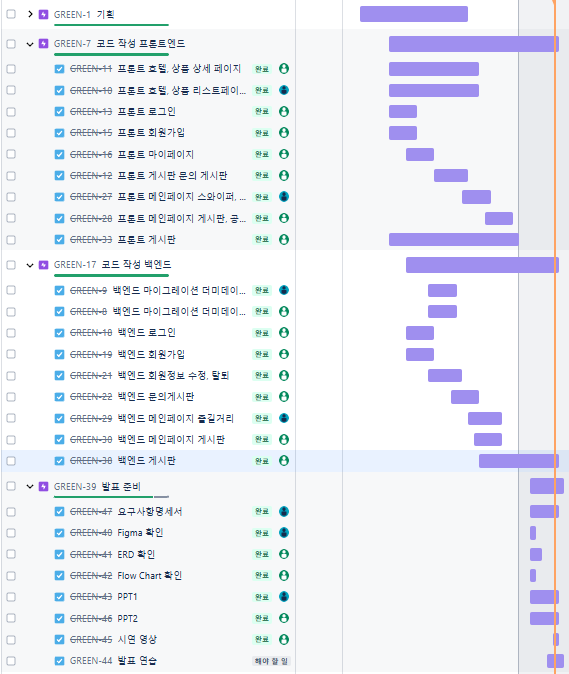 GREEN-1 기획
GREEN-7 코드 작성 프론트엔드
GREEN-11 프론트 호텔, 상품 상세 페이지 완료
GREEN-10 프론트 호텔, 상품 리스트페이... 완료
GREEN-13 프론트 로그인 완료
GREEN-15 프론트 회원가입 완료
GREEN-16 프론트 마이페이지 완료
GREEN-12 프론트 게시판 문의 게시판 완료
GREEN-27 프론트 메인페이지 스와이퍼, ... 완료
GREEN-28 프론트 메인페이지 게시판, 공... 완료
GREEN-33 프론트 게시판 완료
GREEN-17 코드 작성 백엔드
GREEN-9 백엔드 마이그레이션 더미데이... 완료
GREEN-8 백엔드 마이그레이션 더미데이... 완료
GREEN-18 백엔드 로그인 완료
GREEN-19 백엔드 회원가입 완료
GREEN-21 백엔드 회원정보 수정, 탈퇴 완료
GREEN-22 백엔드 문의게시판 완료
GREEN-29 백엔드 메인페이지 즐길거리 완료
GREEN-30 백엔드 메인페이지 게시판 완료
GREEN-38 백엔드 게시판 완료
GREEN-39 발표 준비
GREEN-47 요구사항명세서 완료
GREEN-40 Figma 확인 완료
GREEN-41 ERD 확인 완료
GREEN-42 Flow Chart 확인 완료
GREEN-43 PPT1 완료
GREEN-46 PPT2 완료
GREEN-45 시연 영상 완료
GREEN-44 발표 연습 해야 할 일